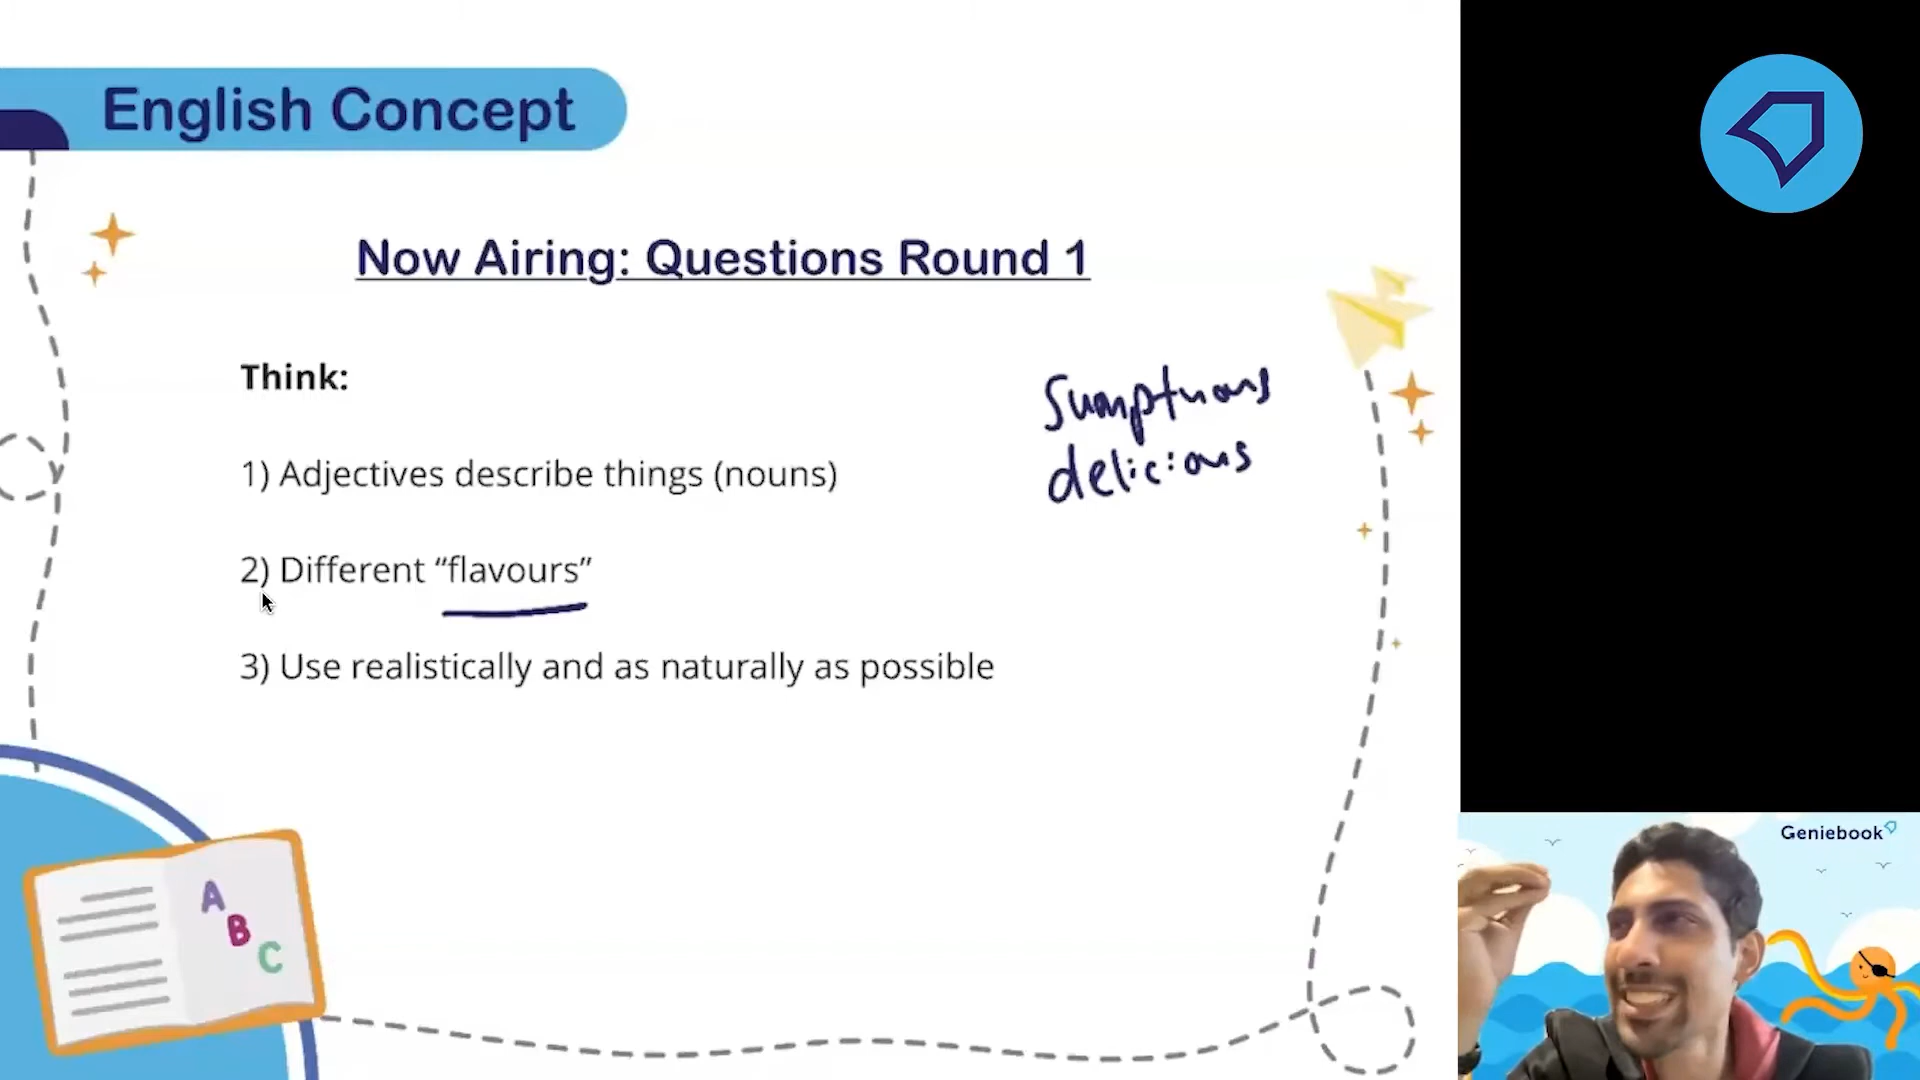 English Concept
Now Airing: Questions Round 1
Think:
Sumptuous
delicious
1) Adjectives describe things (nouns)
2) Different “flavours”
3) Use realistically and as naturally as possible
A
B
C
Geniebook